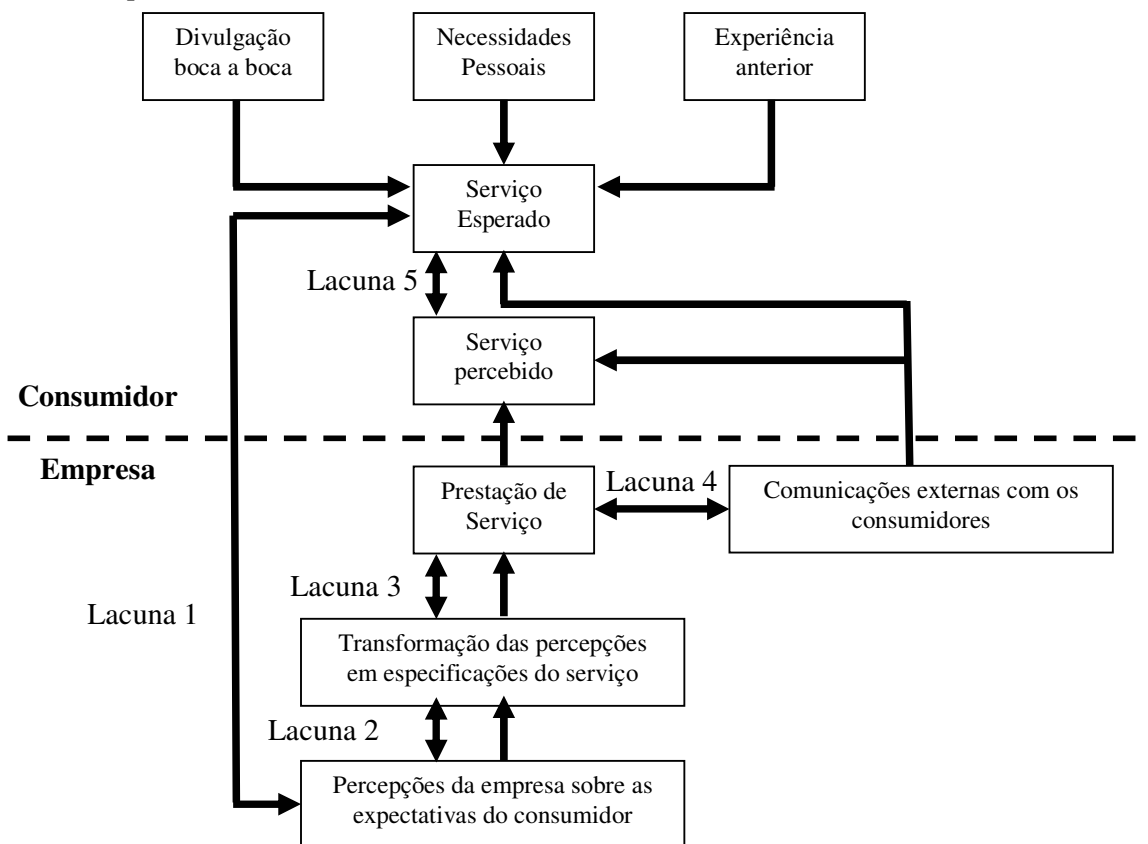 Divulgação
boca a boca
Necessidades
Pessoais
Experiência
anterior
Serviço
Esperado
Lacuna 5
Serviço
percebido
Consumidor
Empresa
Prestação de
Serviço
Lacuna 4
Comunicações externas com os
consumidores
Lacuna 3
Lacuna 1
Transformação das percepções
em especificações do serviço
Lacuna 2
Percepções da empresa sobre as
expectativas do consumidor